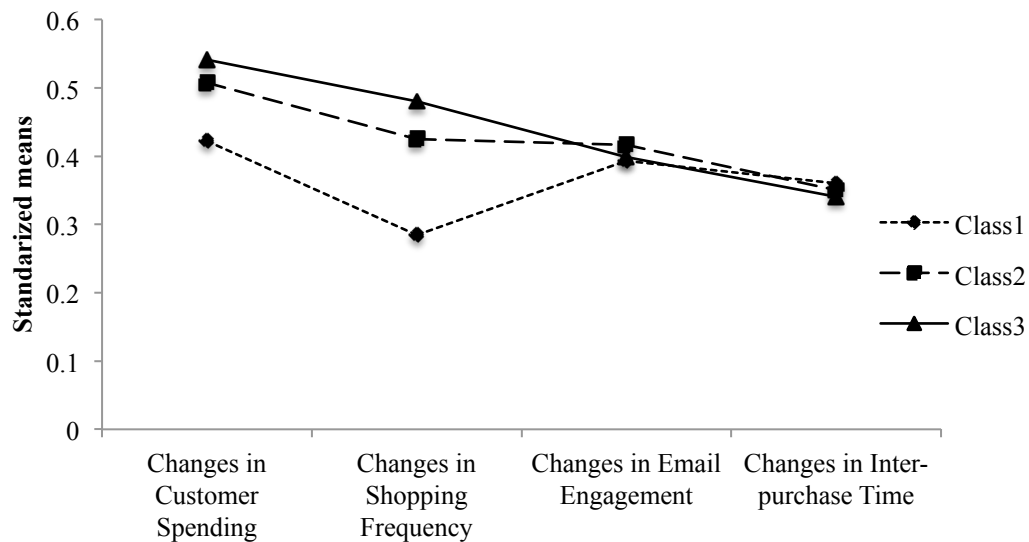 0.6
0.5
0.4
0.3
0.2
0.1
0
Standarized means
Changes in
Customer
Spending
Changes in
Shopping
Frequency
Changes in Email
Engagement
Changes in Inter-
purchase Time
Class1
Class2
Class3